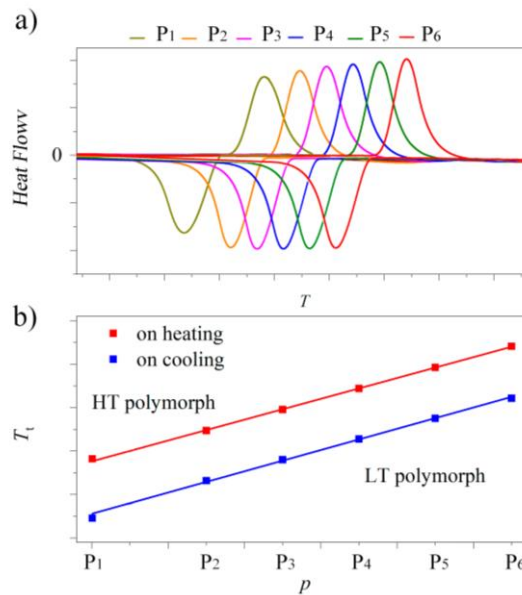 a)
P1 P2 P3 P4 P5 P6
Heat Flowv
0
T
b)
on heating
on cooling
HT polymorph
Tt
LT polymorph
P1 P2 P3 P4 P5 P6
p